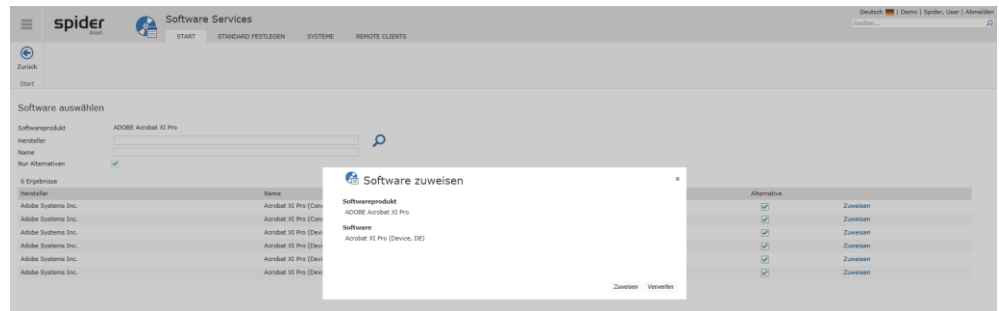 Deutsch | Demo | Spider, User | Abmelden
spider
Asset
Software Services
Suchen...
START STANDARD FESTLEGEN SYSTEME REMOTE CLIENTS
Zurück
Start
Software auswählen
Softwareprodukt ADOBE Acrobat XI Pro
Hersteller
Name
Nur Alternativen
6 Ergebnisse
Hersteller Name Alternative
Adobe Systems Inc. Acrobat XI Pro (Conc Zuweisen
Adobe Systems Inc. Acrobat XI Pro (Conc Zuweisen
Adobe Systems Inc. Acrobat XI Pro (Devi Zuweisen
Adobe Systems Inc. Acrobat XI Pro (Devi Zuweisen
Adobe Systems Inc. Acrobat XI Pro (Devi Zuweisen
Adobe Systems Inc. Acrobat XI Pro (Devi Zuweisen
Software zuweisen
×
Softwareprodukt
ADOBE Acrobat XI Pro
Software
Acrobat XI Pro (Device, DE)
Zuweisen Verwerfen